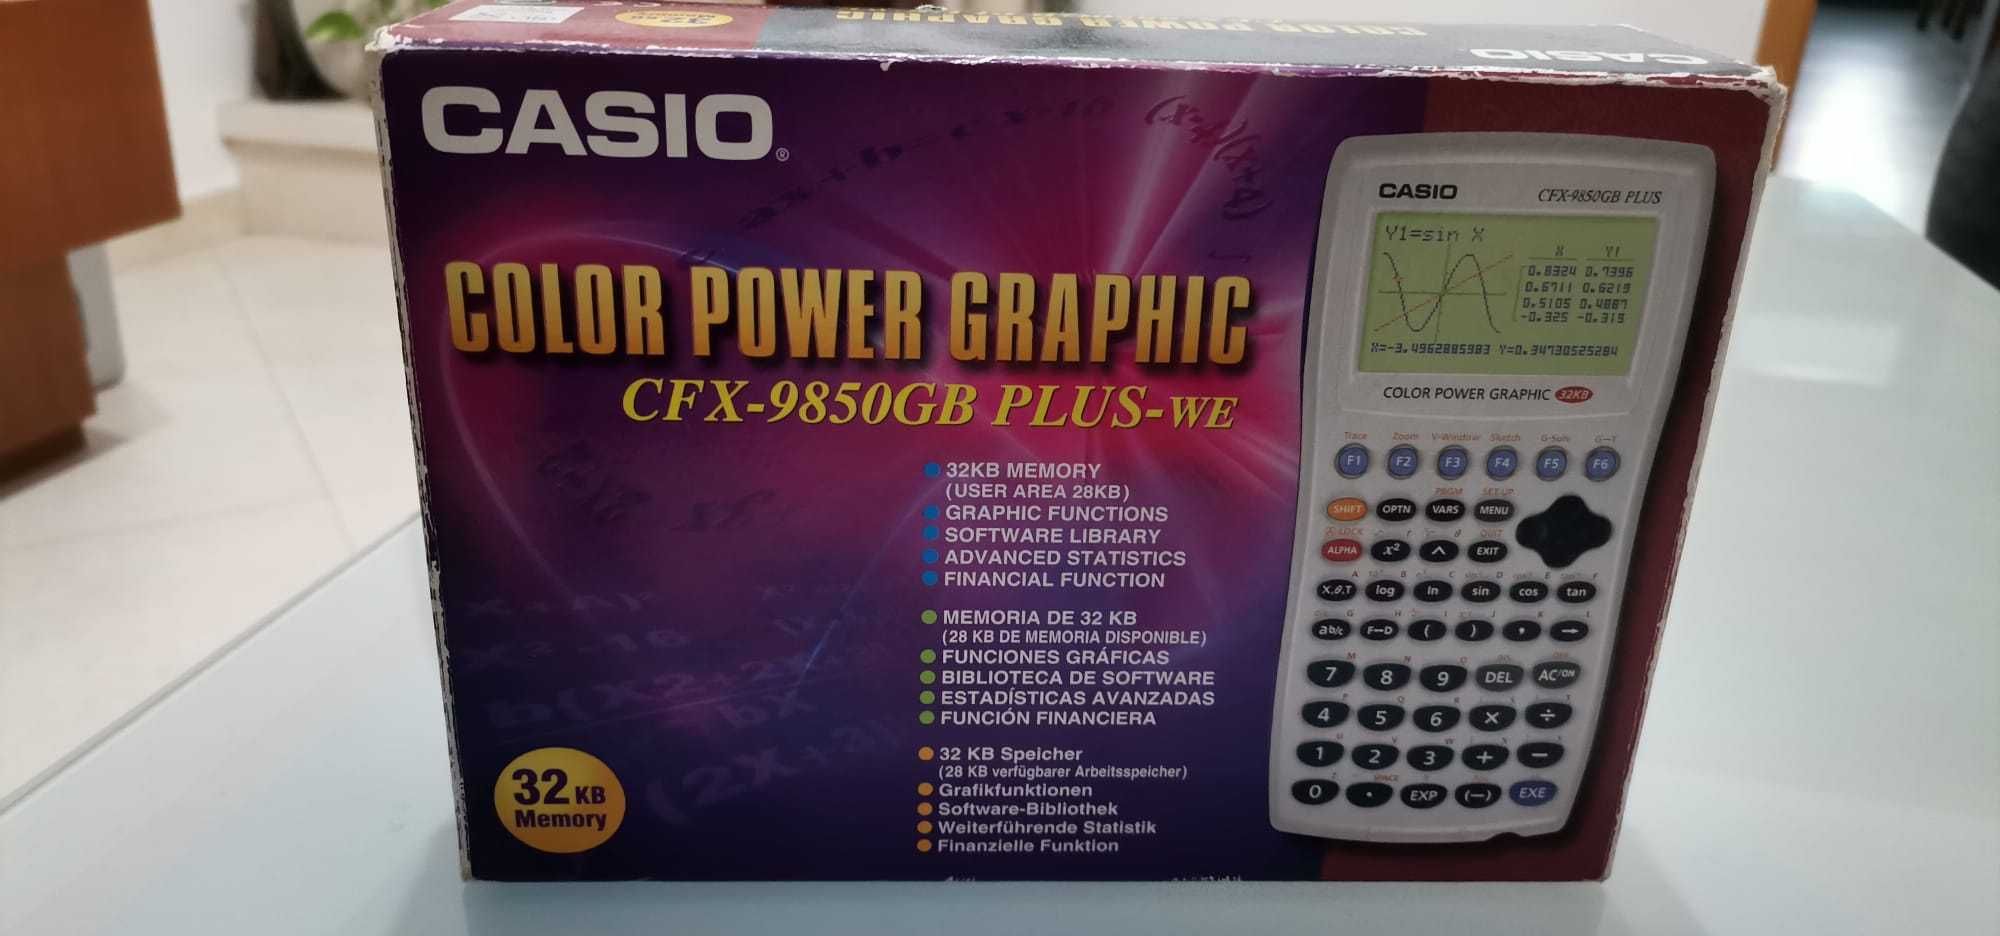 COLOR POWER GRAPHIC
CASIO
CASIO®
COLOR POWER GRAPHIC
CFX-9850GB PLUS-WE
32KB MEMORY
(USER AREA 28KB)
GRAPHIC FUNCTIONS
SOFTWARE LIBRARY
ADVANCED STATISTICS
FINANCIAL FUNCTION
MEMORIA DE 32 KB
(28 KB DE MEMORIA DISPONIBLE)
FUNCIONES GRÁFICAS
BIBLIOTECA DE SOFTWARE
ESTADÍSTICAS AVANZADAS
FUNCIÓN FINANCIERA
32 KB Speicher
(28 KB verfügbarer Arbeitsspeicher)
Grafikfunktionen
Software-Bibliothek
Weiterführende Statistik
Finanzielle Funktion
32 KB
Memory
CASIO CFX-9850GB PLUS
Y1=sin X
X Y1
0.8324 0.7396
0.6711 0.6219
0.5105 0.4887
-0.325 -0.319
X=-3.4962885983 Y=0.34730525284
COLOR POWER GRAPHIC 32KB
Trace Zoom V-Window Sketch G-Solv G↔T
F1 F2 F3 F4 F5 F6
PRGM SET UP
SHIFT OPTN VARS MENU
QUIT
ALPHA x² ^ EXIT
X,θ,T log ln sin cos tan
ab/c F↔D ( ) , →
7 8 9 DEL AC/ON
4 5 6 × ÷
1 2 3 + −
0 . EXP (−) EXE